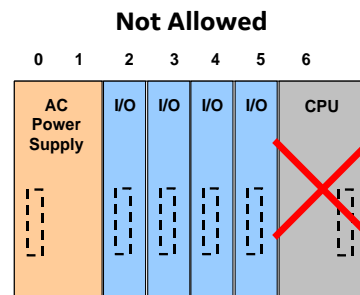 Not Allowed
0 1 2 3 4 5 6
AC I/O I/O I/O I/O CPU
Power
Supply